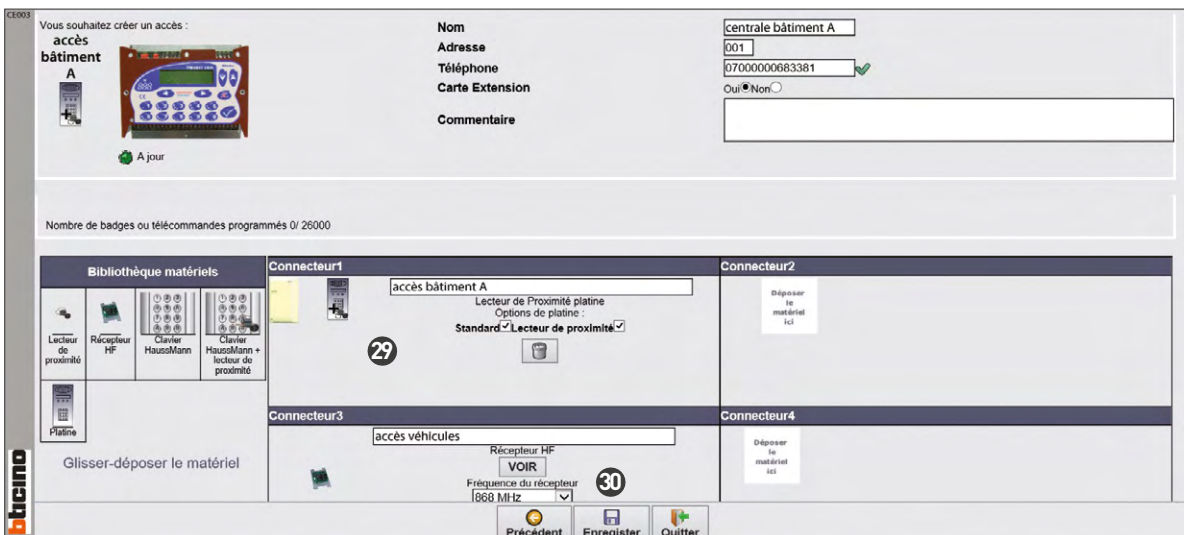 CE003
Vous souhaitez créer un accès :
accès
bâtiment
A
A jour
Nom
centrale bâtiment A
Adresse
001
Téléphone
07000000683381
Carte Extension
Oui Non
Commentaire
Nombre de badges ou télécommandes programmés 0/ 26000
Bibliothèque matériels
Lecteur
de
proximité
Récepteur
HF
Clavier
HaussMann
Clavier
HaussMann +
lecteur de
proximité
Platine
Glisser-déposer le matériel
Connecteur1
accès bâtiment A
Lecteur de Proximité platine
Options de platine :
Standard Lecteur de proximité
29
Connecteur2
Déposer
le
matériel
ici
Connecteur3
accès véhicules
Récepteur HF
VOIR
Fréquence du récepteur
868 MHz
30
Connecteur4
Déposer
le
matériel
ici
Précédent
Enregister
Quitter
bticino